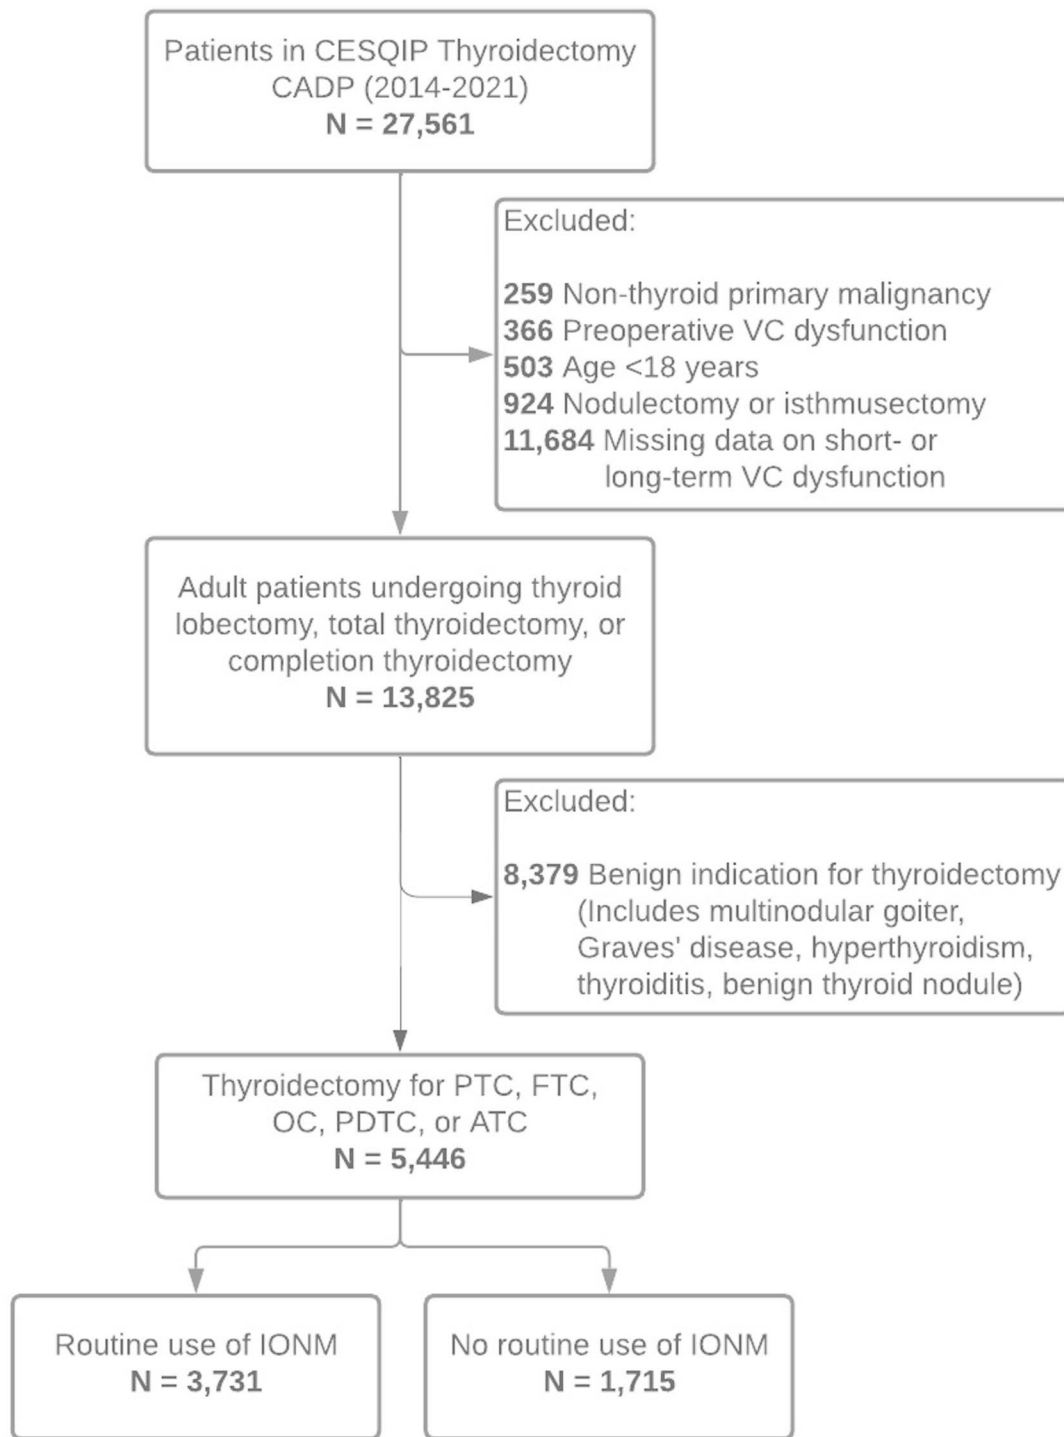 Patients in CESQIP Thyroidectomy
CADP (2014-2021)
N = 27,561
Excluded:
259 Non-thyroid primary malignancy
366 Preoperative VC dysfunction
503 Age <18 years
924 Nodulectomy or isthmusectomy
11,684 Missing data on short- or
long-term VC dysfunction
Adult patients undergoing thyroid
lobectomy, total thyroidectomy, or
completion thyroidectomy
N = 13,825
Excluded:
8,379 Benign indication for thyroidectomy
(Includes multinodular goiter,
Graves' disease, hyperthyroidism,
thyroiditis, benign thyroid nodule)
Thyroidectomy for PTC, FTC,
OC, PDTC, or ATC
N = 5,446
Routine use of IONM
N = 3,731
No routine use of IONM
N = 1,715